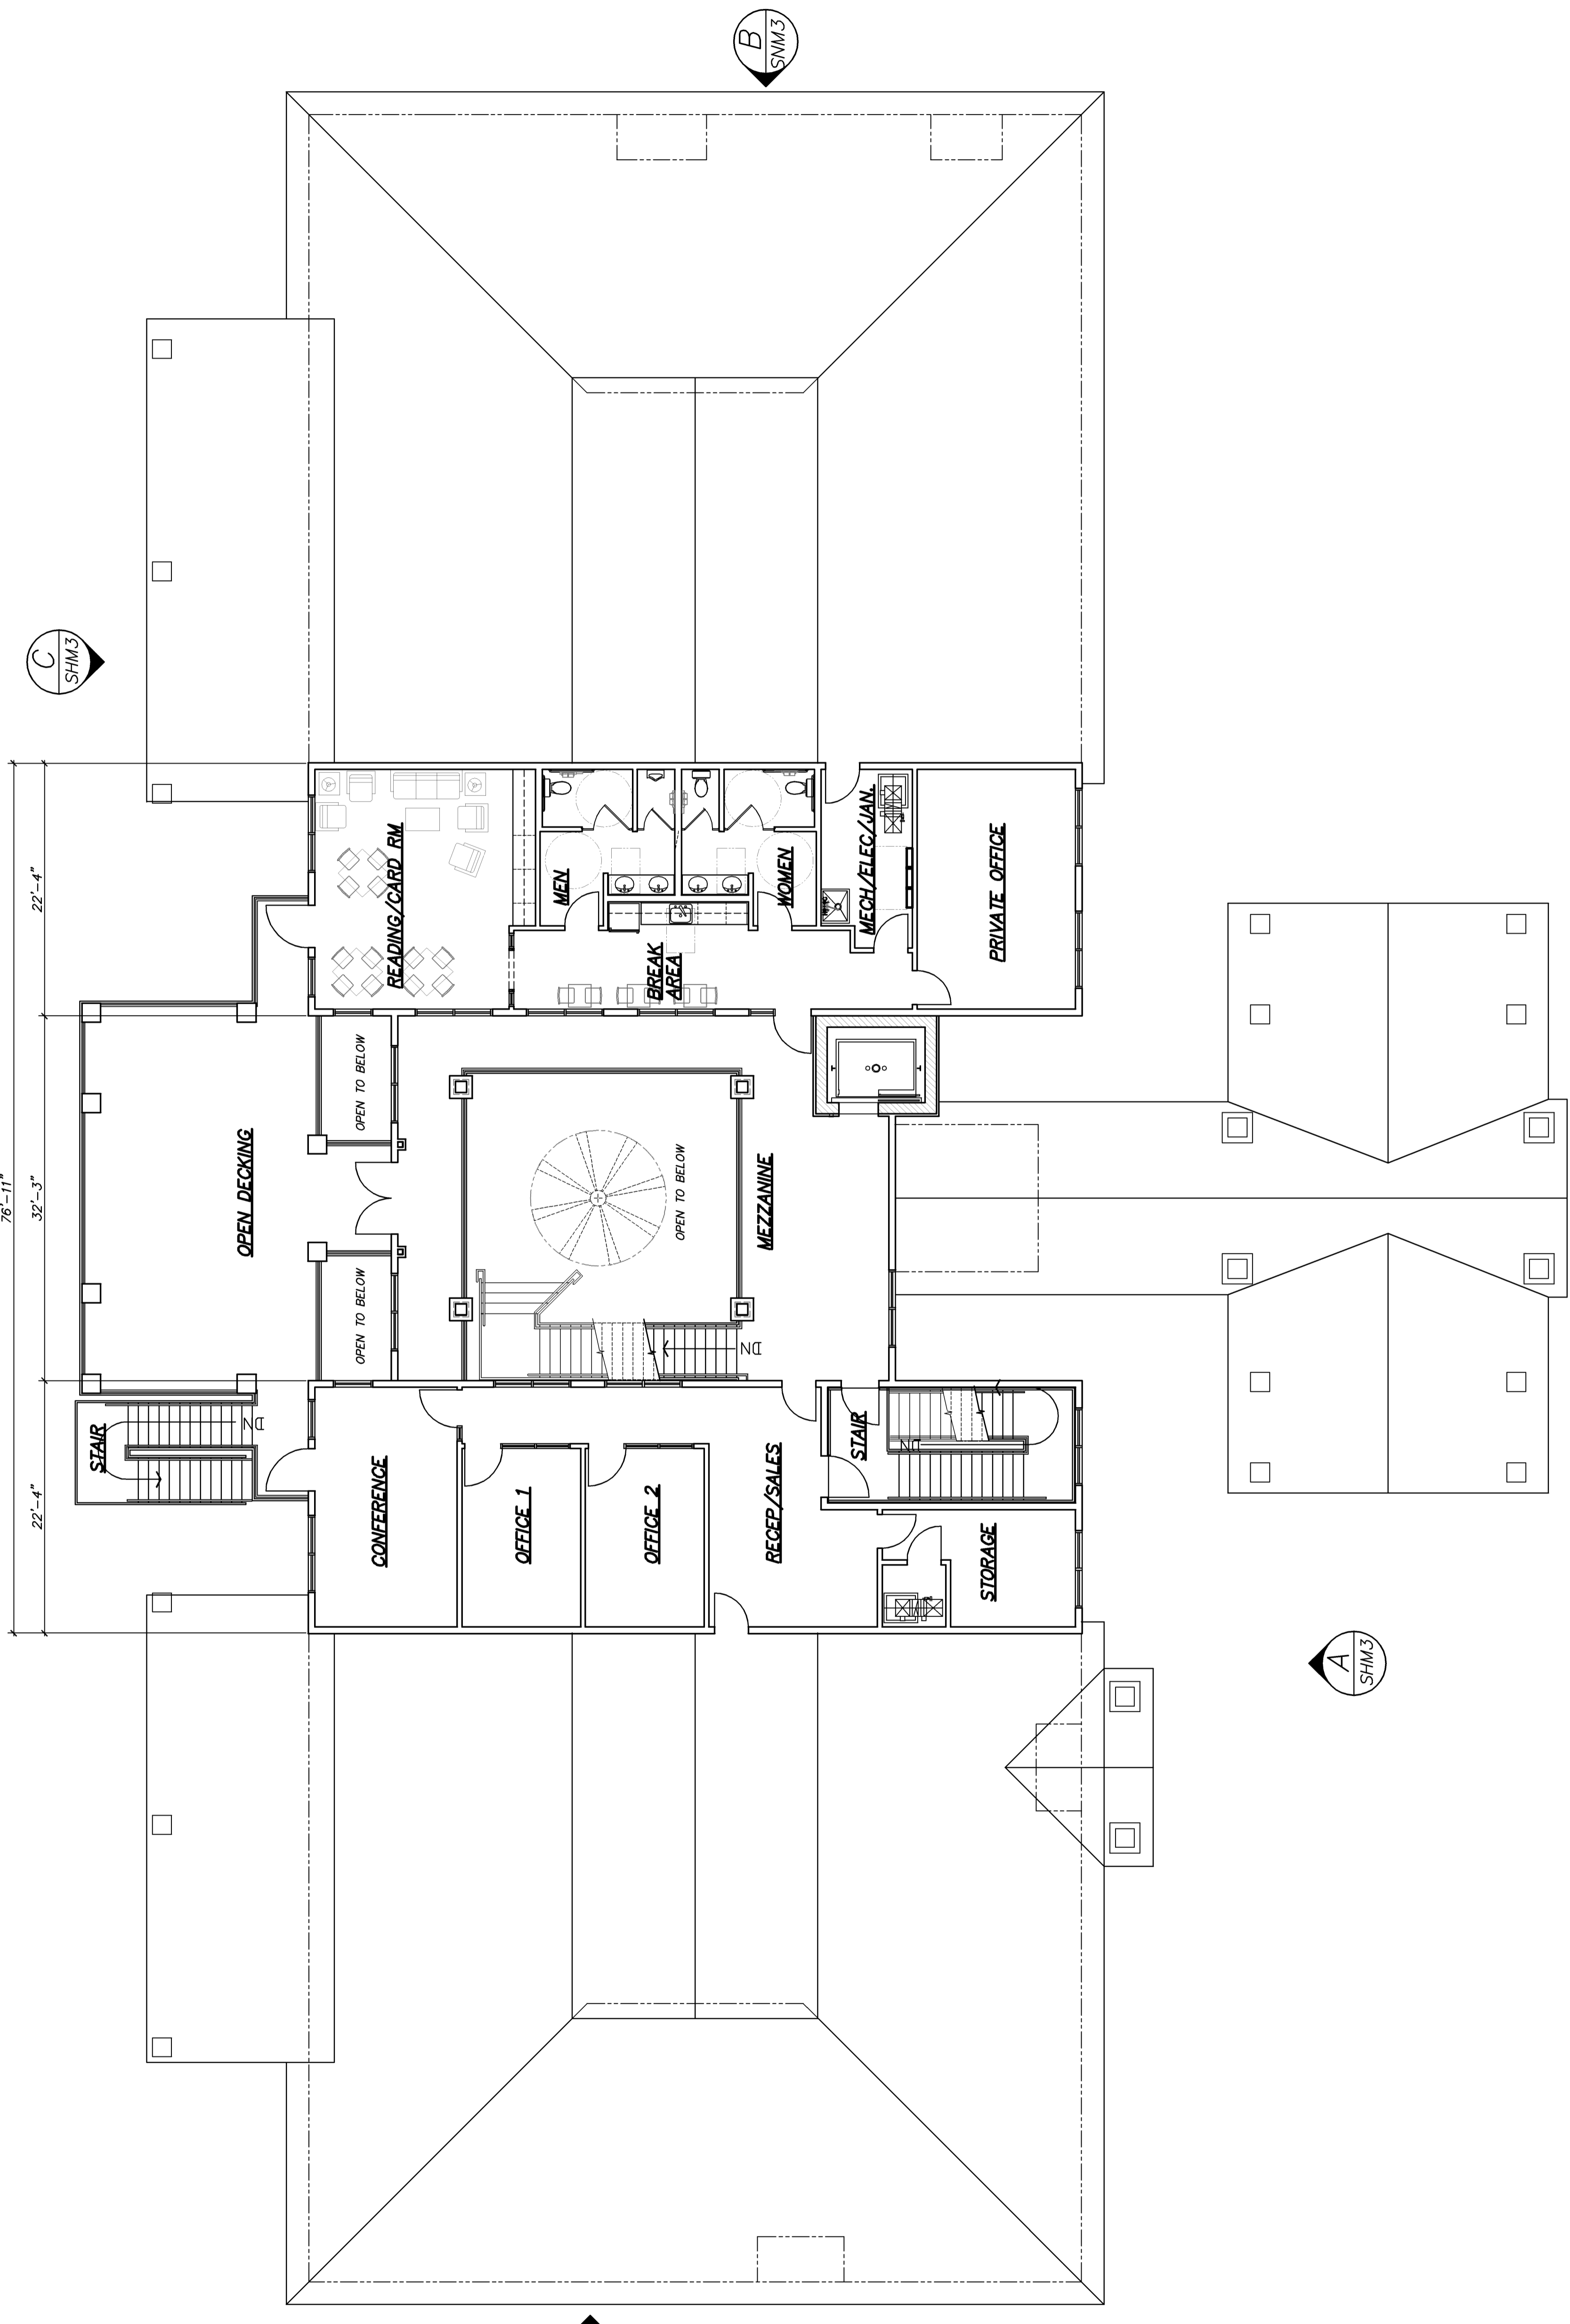 B
SNM3
C
SHM3
76'-11"
22'-4"
32'-3"
22'-4"
READING/CARD RM
MEN
WOMEN
BREAK
AREA
MECH/ELEC/JAN.
PRIVATE OFFICE
OPEN DECKING
OPEN TO BELOW
OPEN TO BELOW
OPEN TO BELOW
MEZZANINE
DN
STAIR
DN
CONFERENCE
OFFICE 1
OFFICE 2
RECEP/SALES
STAIR
DN
STORAGE
A
SHM3